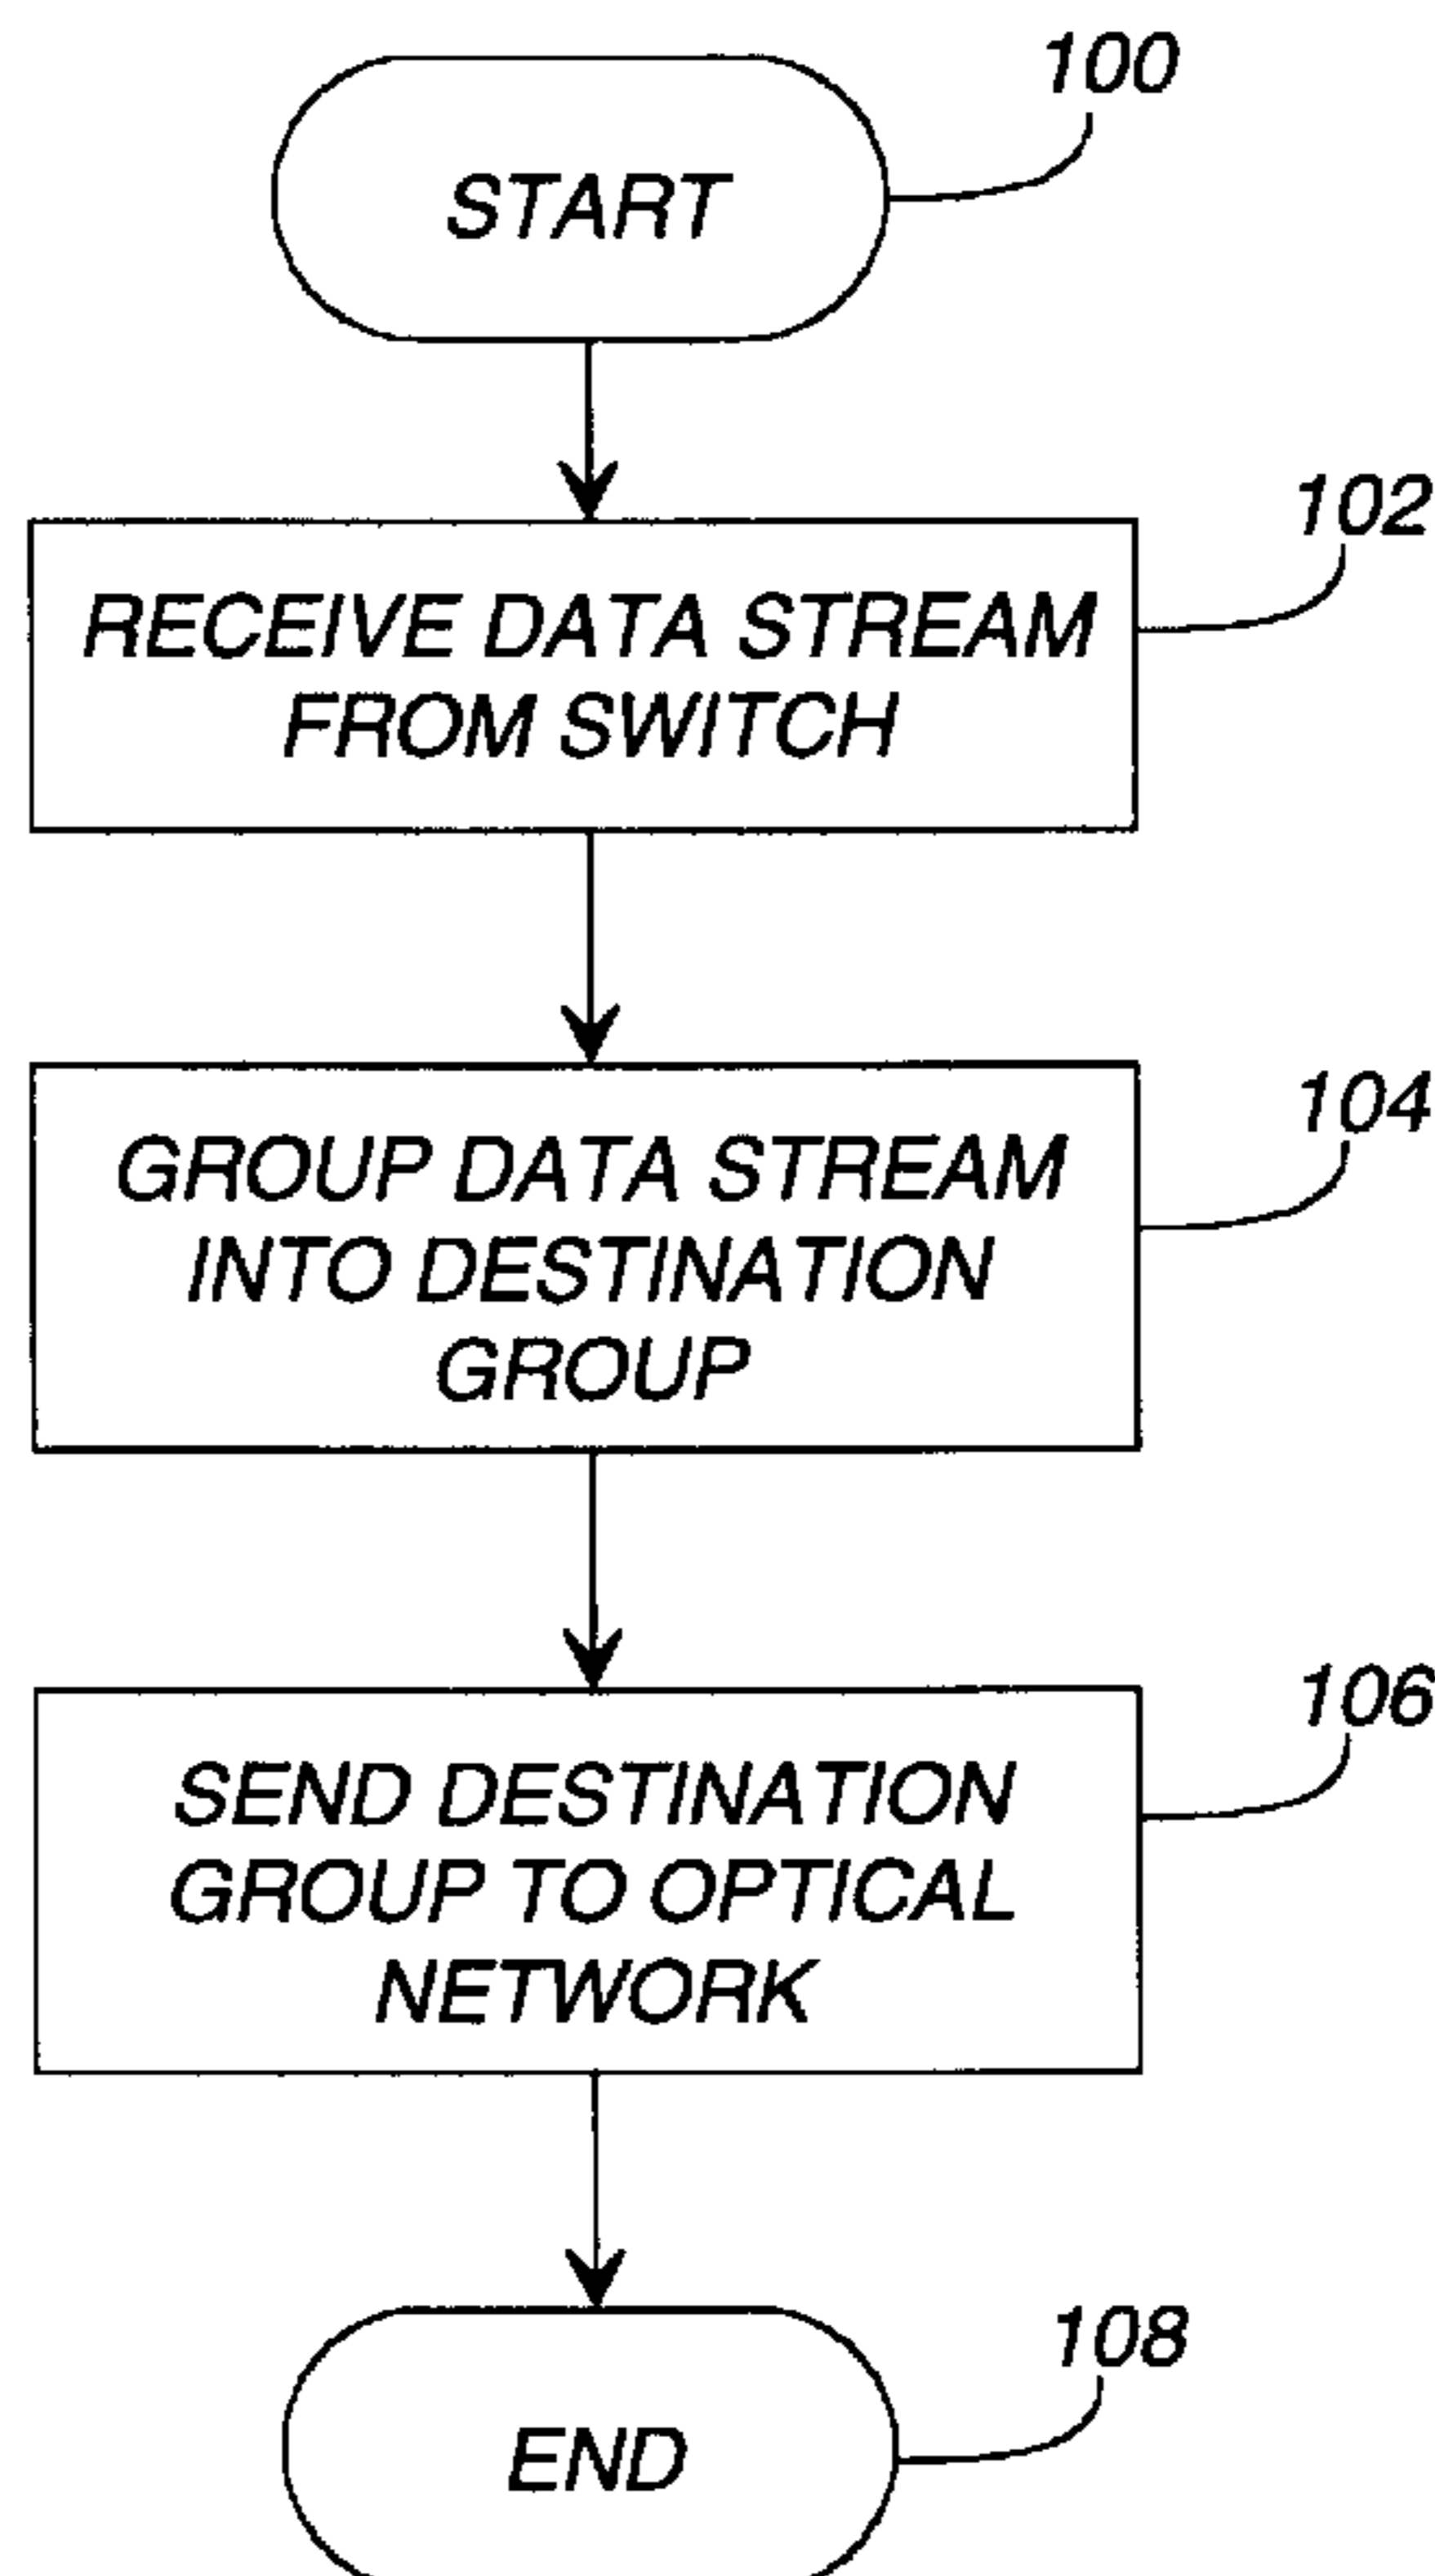 100
START
102
RECEIVE DATA STREAM
FROM SWITCH
104
GROUP DATA STREAM
INTO DESTINATION
GROUP
106
SEND DESTINATION
GROUP TO OPTICAL
NETWORK
108
END